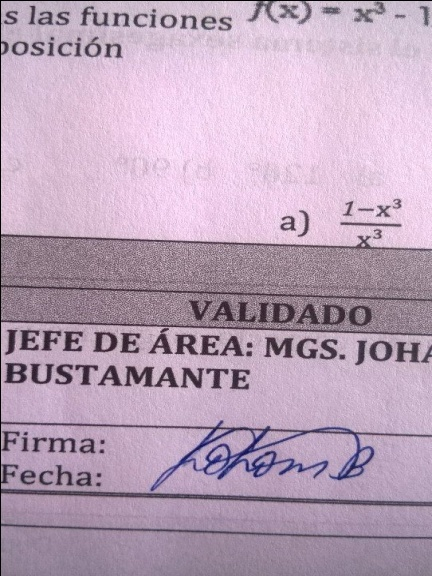 s las funciones f(x) = x³ - 1
posición
a) 1-x³
x³
VALIDADO
JEFE DE ÁREA: MGS. JOHA
BUSTAMANTE
Firma:
Fecha: